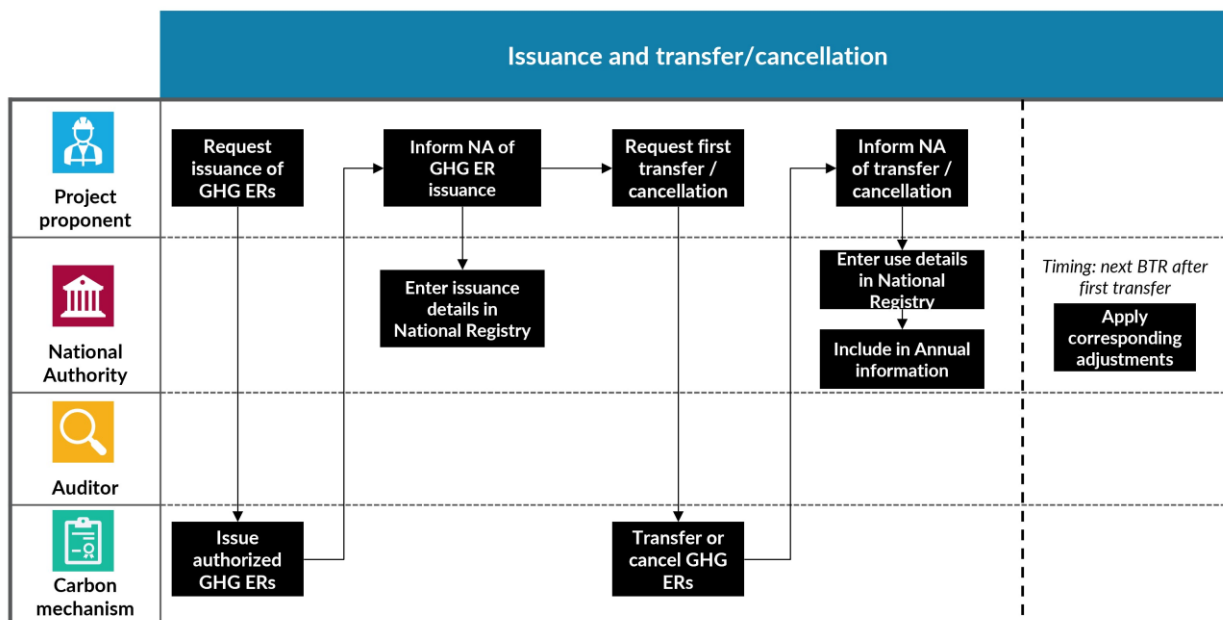 Issuance and transfer/cancellation
Project
proponent
Request
issuance of
GHG ERs
Inform NA of
GHG ER
issuance
Request first
transfer /
cancellation
Inform NA
of transfer /
cancellation
National
Authority
Enter issuance
details in
National Registry
Enter use details
in National
Registry
Include in Annual
information
Timing: next BTR after
first transfer
Apply
corresponding
adjustments
Auditor
Carbon
mechanism
Issue
authorized
GHG ERs
Transfer or
cancel GHG
ERs